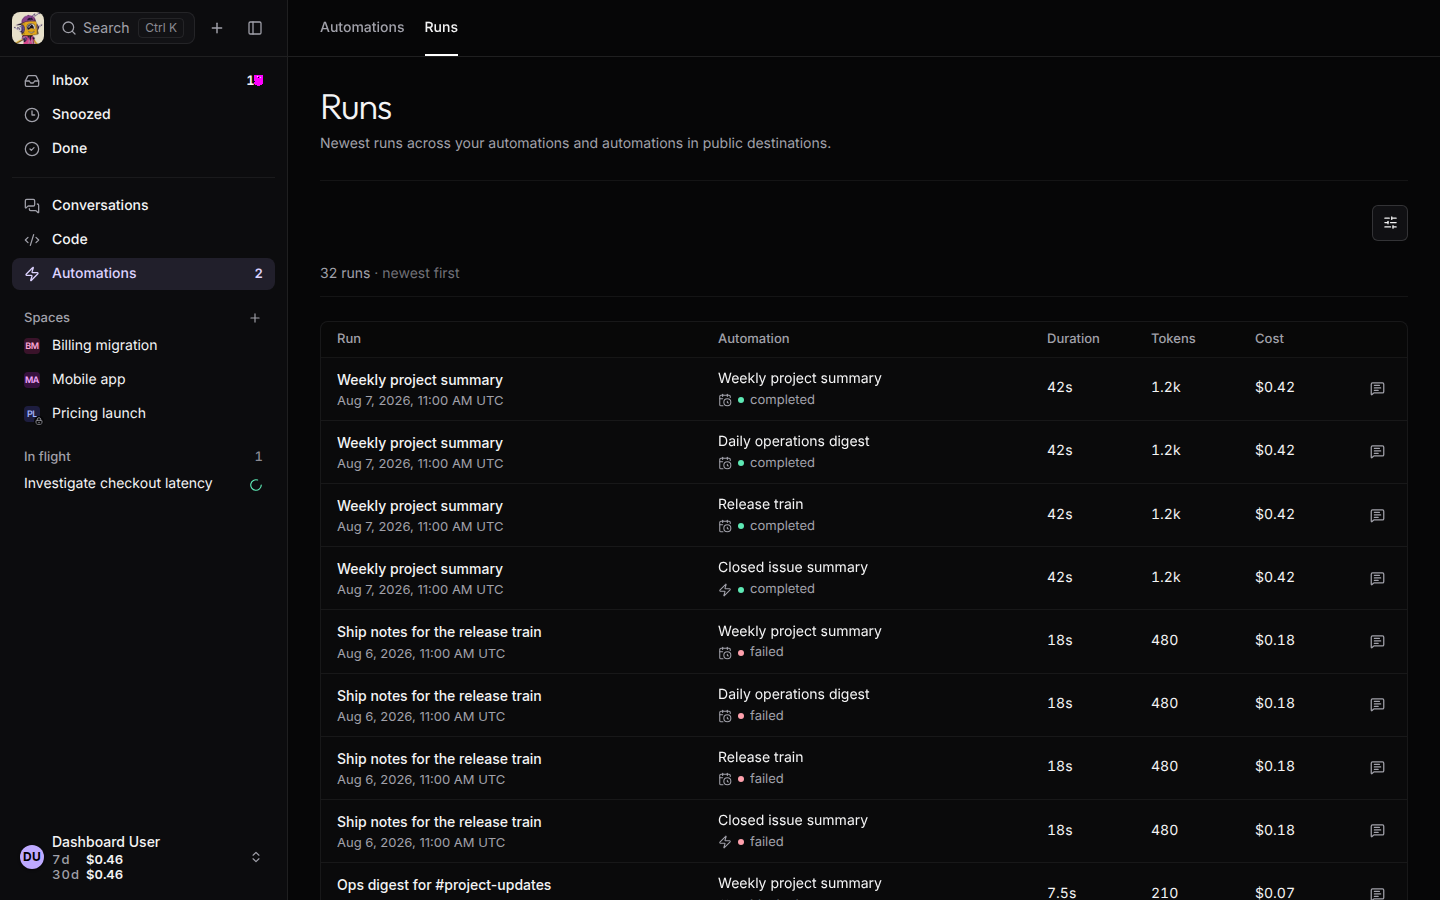 Search Ctrl K
Automations
Runs
Inbox
Snoozed
Done
Conversations
Code
Automations 2
Spaces
BM Billing migration
MA Mobile app
PL Pricing launch
In flight 1
Investigate checkout latency
DU
Dashboard User
7d $0.46
30d $0.46
Runs
Newest runs across your automations and automations in public destinations.
32 runs · newest first
Run Automation Duration Tokens Cost
Weekly project summary Weekly project summary 42s 1.2k $0.42
Aug 7, 2026, 11:00 AM UTC completed
Weekly project summary Daily operations digest 42s 1.2k $0.42
Aug 7, 2026, 11:00 AM UTC completed
Weekly project summary Release train 42s 1.2k $0.42
Aug 7, 2026, 11:00 AM UTC completed
Weekly project summary Closed issue summary 42s 1.2k $0.42
Aug 7, 2026, 11:00 AM UTC completed
Ship notes for the release train Weekly project summary 18s 480 $0.18
Aug 6, 2026, 11:00 AM UTC failed
Ship notes for the release train Daily operations digest 18s 480 $0.18
Aug 6, 2026, 11:00 AM UTC failed
Ship notes for the release train Release train 18s 480 $0.18
Aug 6, 2026, 11:00 AM UTC failed
Ship notes for the release train Closed issue summary 18s 480 $0.18
Aug 6, 2026, 11:00 AM UTC failed
Ops digest for #project-updates Weekly project summary 7.5s 210 $0.07